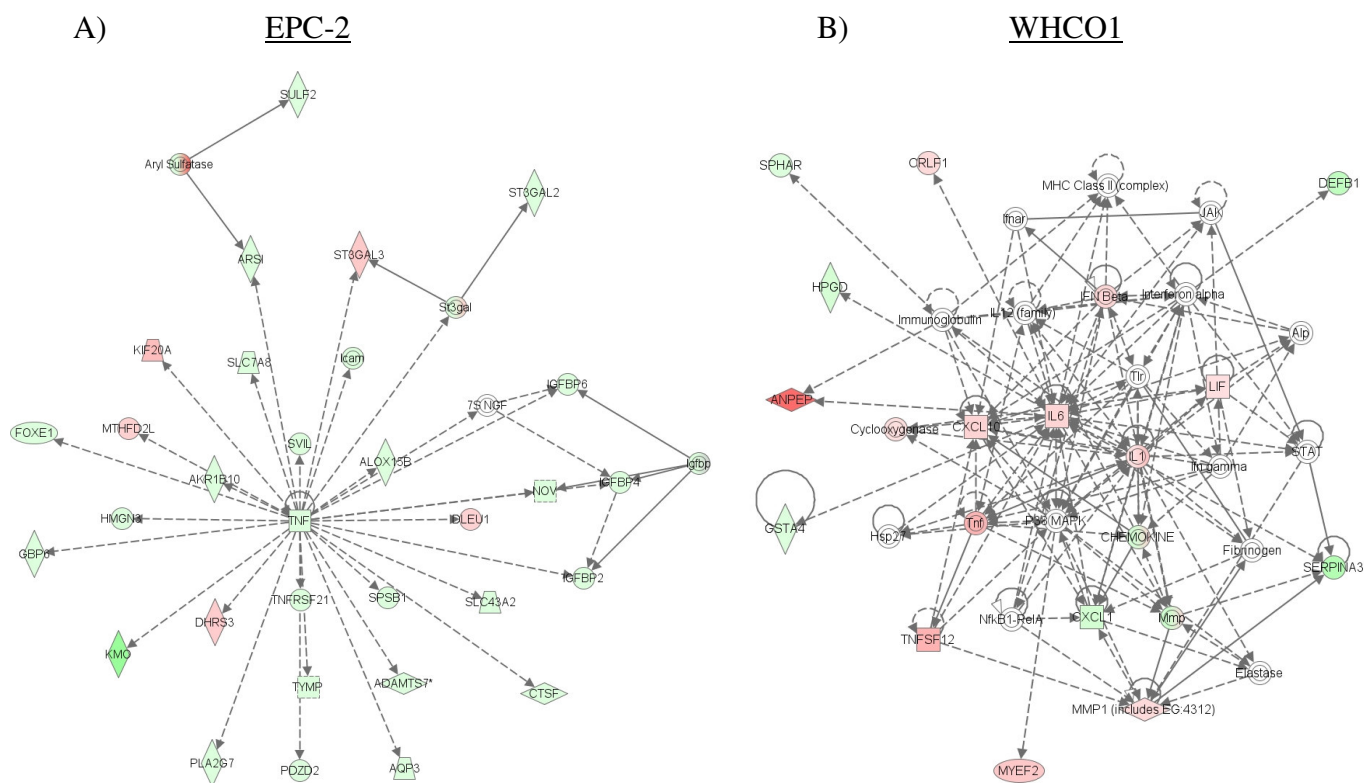 A) EPC-2
SULF2
Aryl Sulfatase
ST3GAL2
ARSI
ST3GAL3
St3gal
KIF20A
SLC7A8
Icam
IGFBP6
7S NGF
MTHFD2L
FOXE1
SVIL
ALOX15B
Igfbp
AKR1B10
IGFBP4
NOV
HMGN3
TNF
DLEU1
GBP6
IGFBP2
TNFRSF21
SPSB1
SLC43A2
DHRS3
KMO
TYMP
ADAMTS7*
CTSF
PLA2G7
PDZD2
AQP3
B) WHCO1
SPHAR
CRLF1
MHC Class II (complex)
DEFB1
Ifnar
JAK
HPGD
IFN Beta
Interferon alpha
Immunoglobulin
IL12 (family)
Alp
Tlr
LIF
ANPEP
IL6
Cyclooxygenase
CXCL10
IL1
STAT
Ifn gamma
GSTA4
Tnf
P38 MAPK
Hsp27
CHEMOKINE
Fibrinogen
SERPINA3
NfkB1-RelA
CXCL1
Mmp
TNFSF12
Elastase
MMP1 (includes EG:4312)
MYEF2